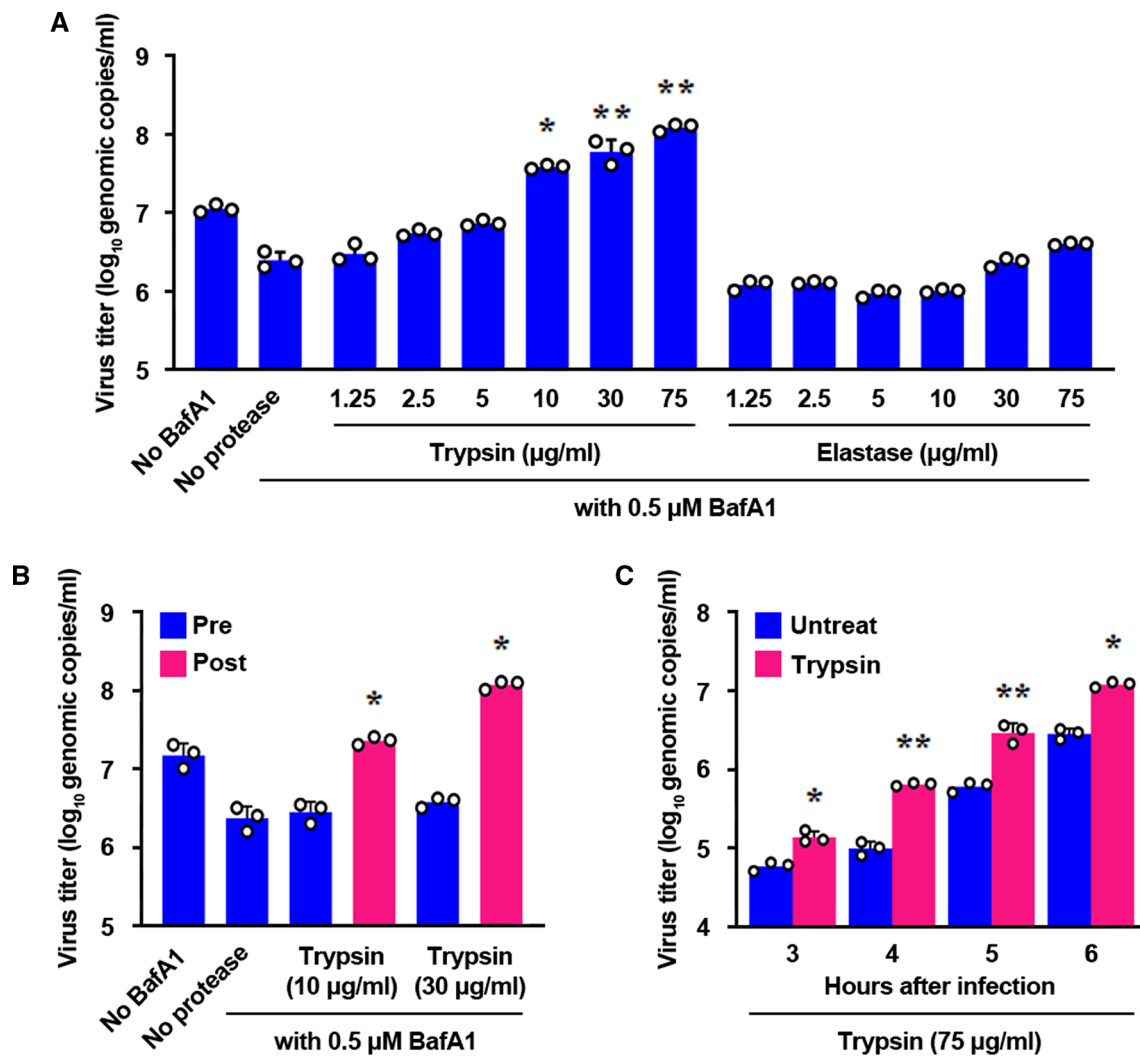 A
Virus titer (log10 genomic copies/ml)
9
8
7
6
5
* ** **
No BafA1
No protease
1.25 2.5 5 10 30 75 1.25 2.5 5 10 30 75
Trypsin (µg/ml) Elastase (µg/ml)
with 0.5 µM BafA1
B
Virus titer (log10 genomic copies/ml)
9
8
7
6
5
Pre
Post
* *
No BafA1
No protease
Trypsin Trypsin
(10 µg/ml) (30 µg/ml)
with 0.5 µM BafA1
C
Virus titer (log10 genomic copies/ml)
8
7
6
5
4
Untreat
Trypsin
* ** ** *
3 4 5 6
Hours after infection
Trypsin (75 µg/ml)